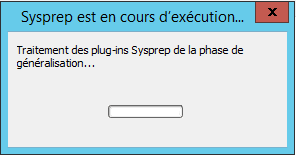 Sysprep est en cours d'exécution...
Traitement des plug-ins Sysprep de la phase de
généralisation...